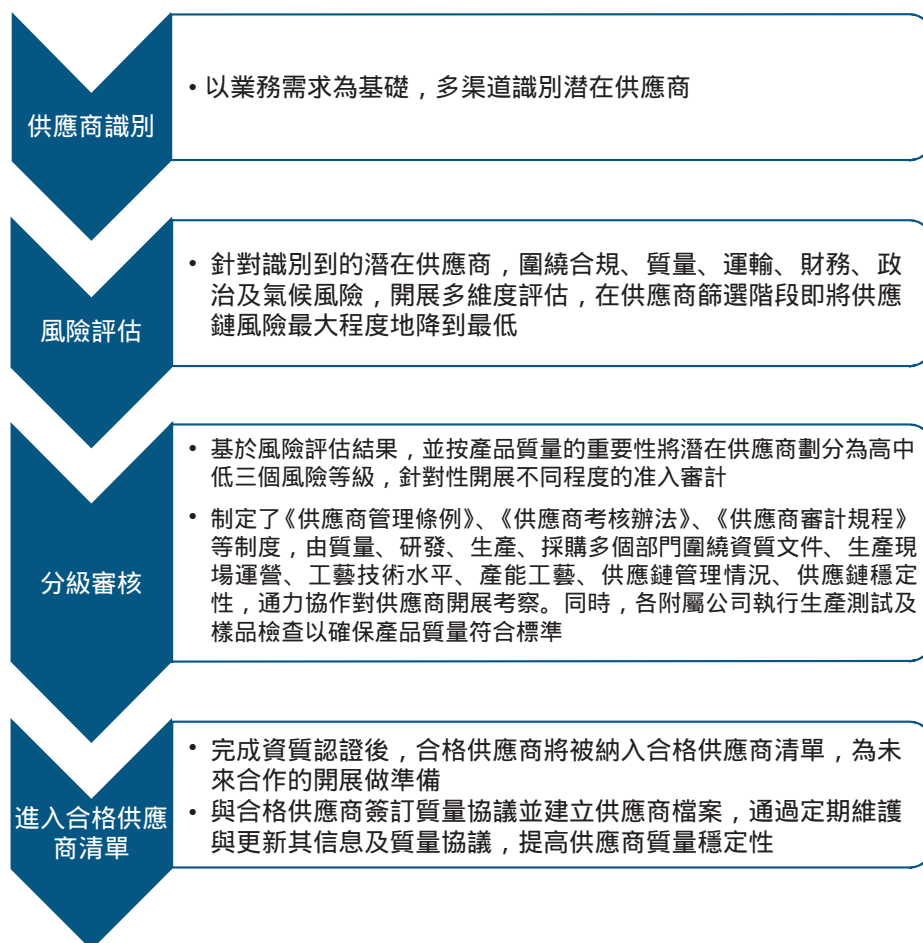 供應商識別
• 以業務需求為基礎，多渠道識別潛在供應商
風險評估
• 針對識別到的潛在供應商，圍繞合規、質量、運輸、財務、政
治及氣候風險，開展多維度評估，在供應商篩選階段即將供應
鏈風險最大程度地降到最低
分級審核
• 基於風險評估結果，並按產品質量的重要性將潛在供應商劃分為高中
低三個風險等級，針對性開展不同程度的准入審計
• 制定了《供應商管理條例》、《供應商考核辦法》、《供應商審計規程》
等制度，由質量、研發、生產、採購多個部門圍繞資質文件、生產現
場運營、工藝技術水平、產能工藝、供應鏈管理情況、供應鏈穩定
性，通力協作對供應商開展考察。同時，各附屬公司執行生產測試及
樣品檢查以確保產品質量符合標準
進入合格供應
商清單
• 完成資質認證後，合格供應商將被納入合格供應商清單，為未
來合作的開展做準備
• 與合格供應商簽訂質量協議並建立供應商檔案，通過定期維護
與更新其信息及質量協議，提高供應商質量穩定性